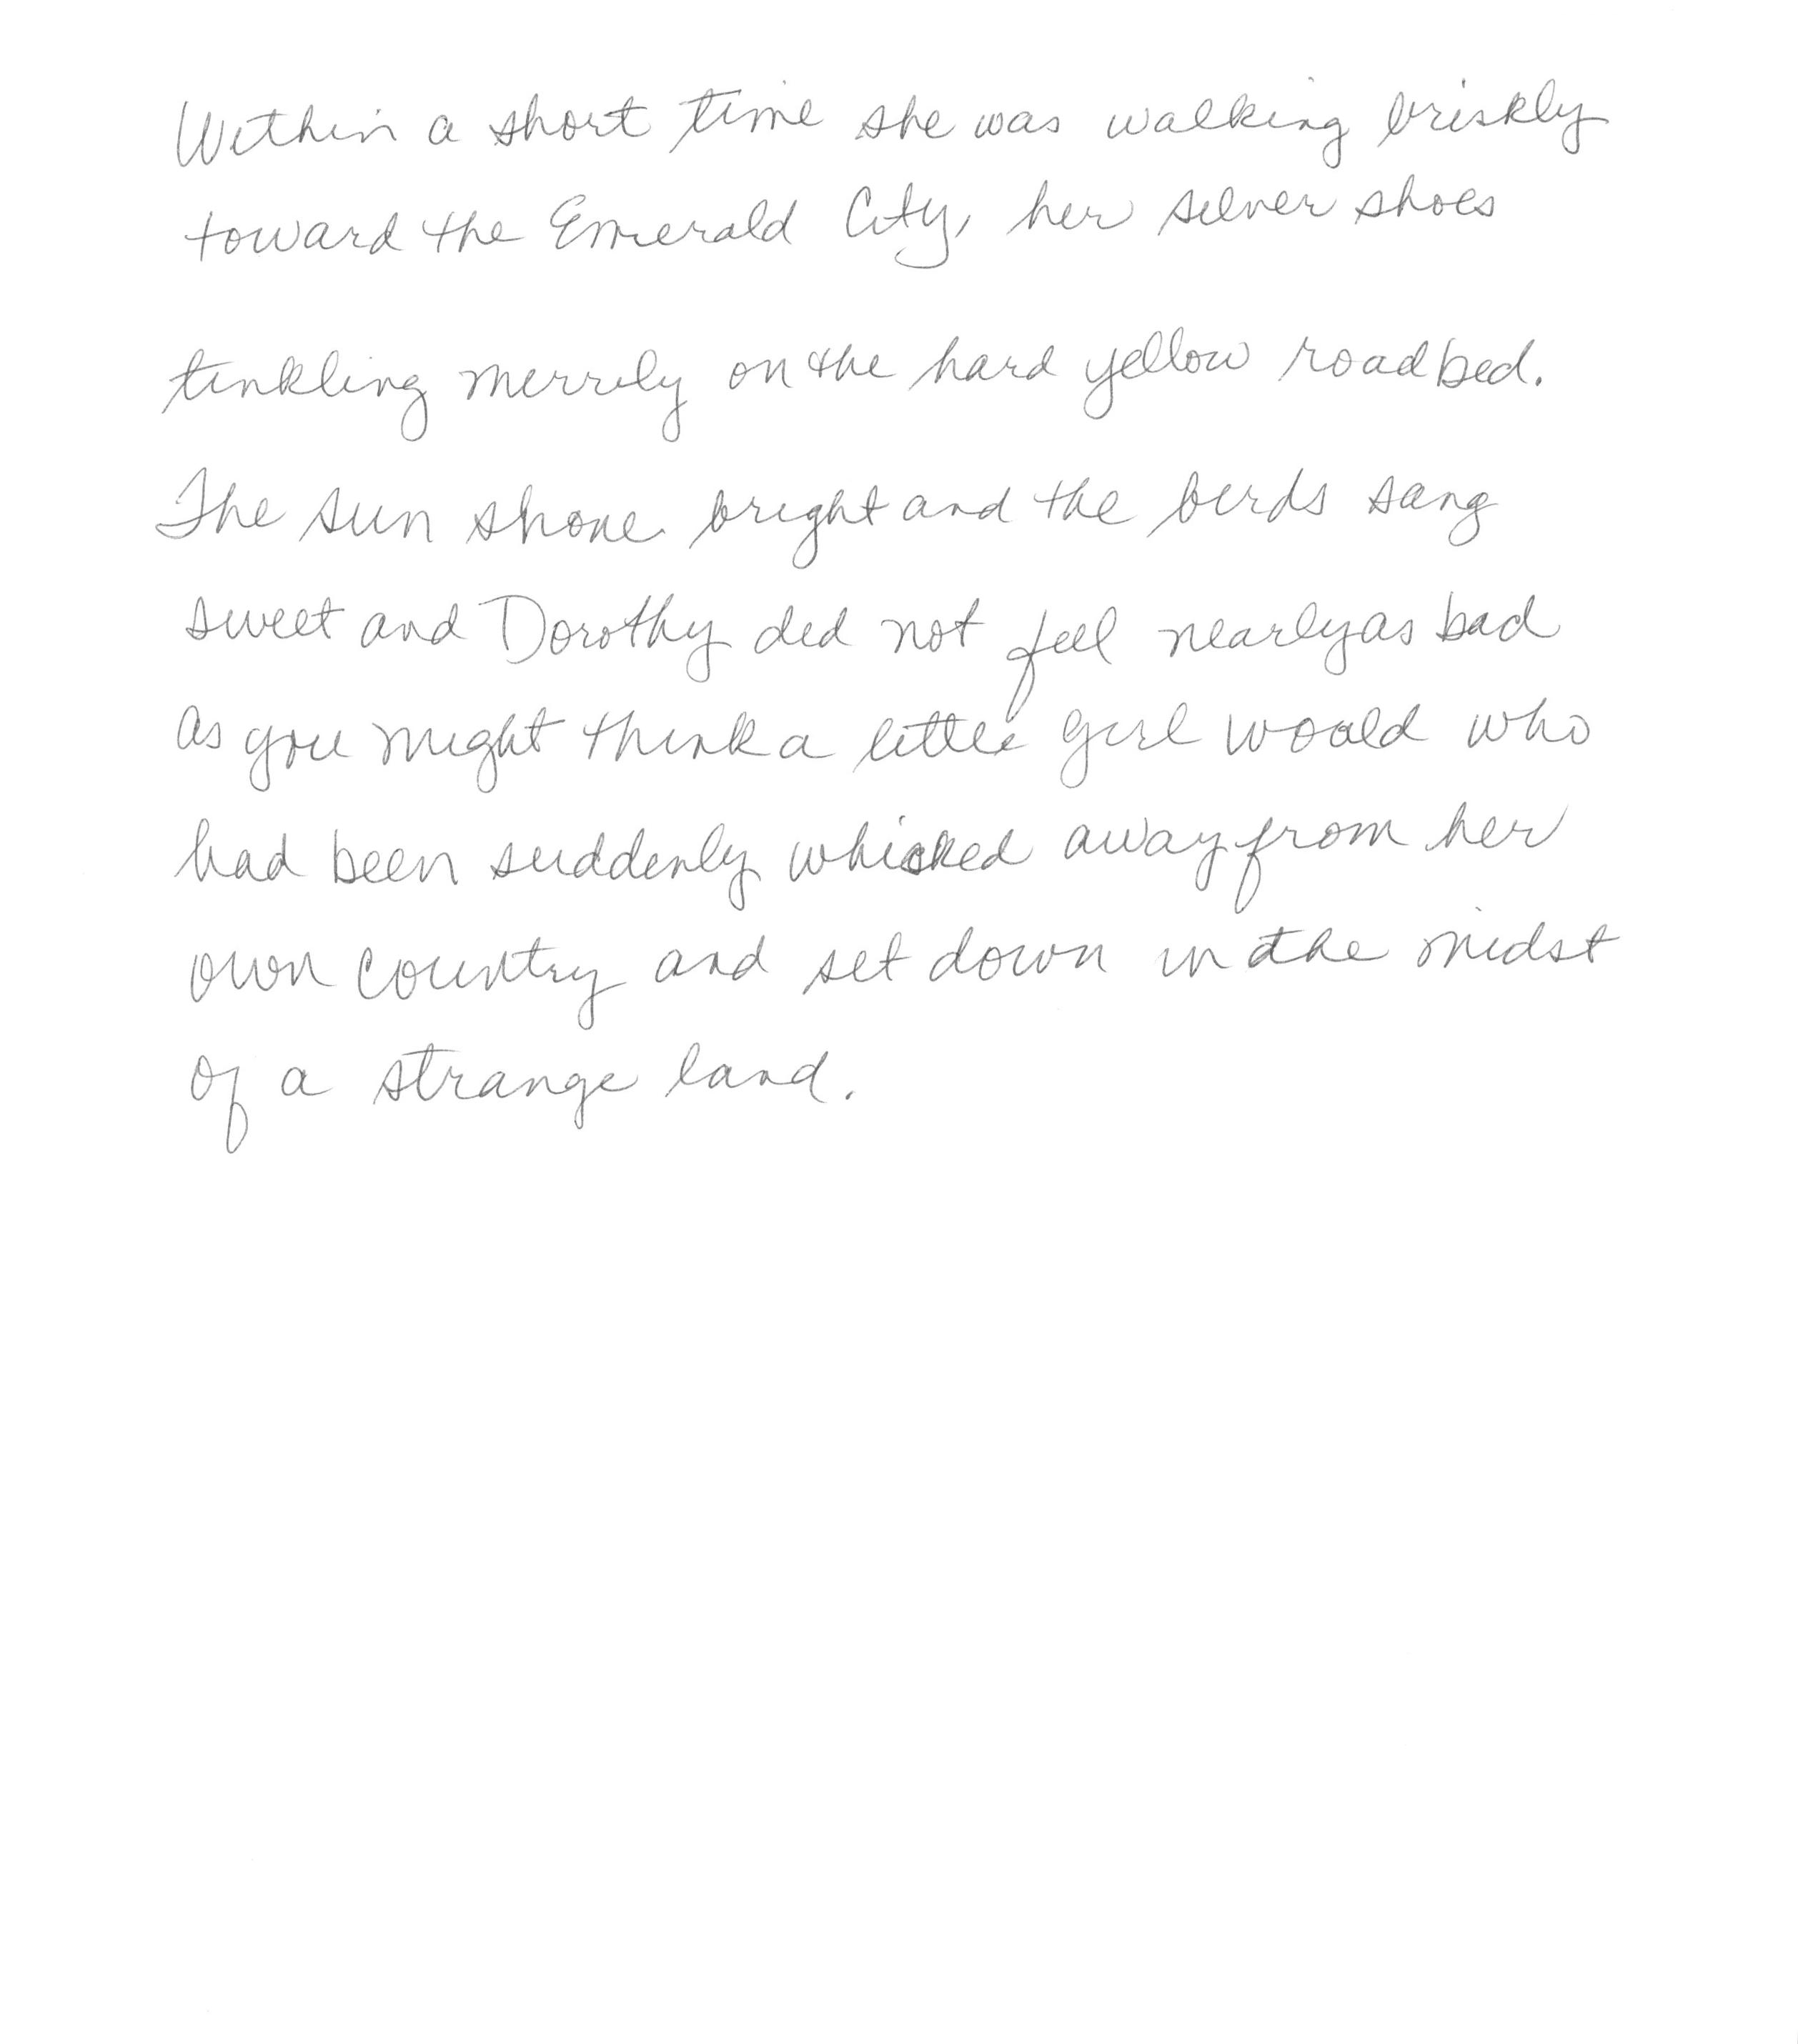 Within a short time she was walking briskly
toward the Emerald City, her silver shoes
tinkling merrily on the hard yellow roadbed.
The sun shone bright and the birds sang
sweet and Dorothy did not feel nearly as bad
as you might think a little girl would who
had been suddenly whisked away from her
own country and set down in the midst
of a strange land.